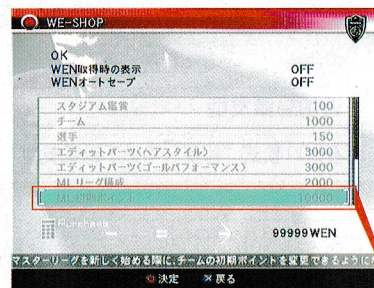 WE-SHOP
OK
WEN取得時の表示 OFF
WENオートセーブ OFF
スタジアム鑑賞 100
チーム 1000
選手 150
エディットパーツ〈ヘアスタイル〉 3000
エディットパーツ〈ゴールパフォーマンス〉 3000
MLリーグ構成 2000
ML初期ポイント 10000
Purchase
99999WEN
マスターリーグを新しく始める際に、チームの初期ポイントを変更できるように
決定 戻る